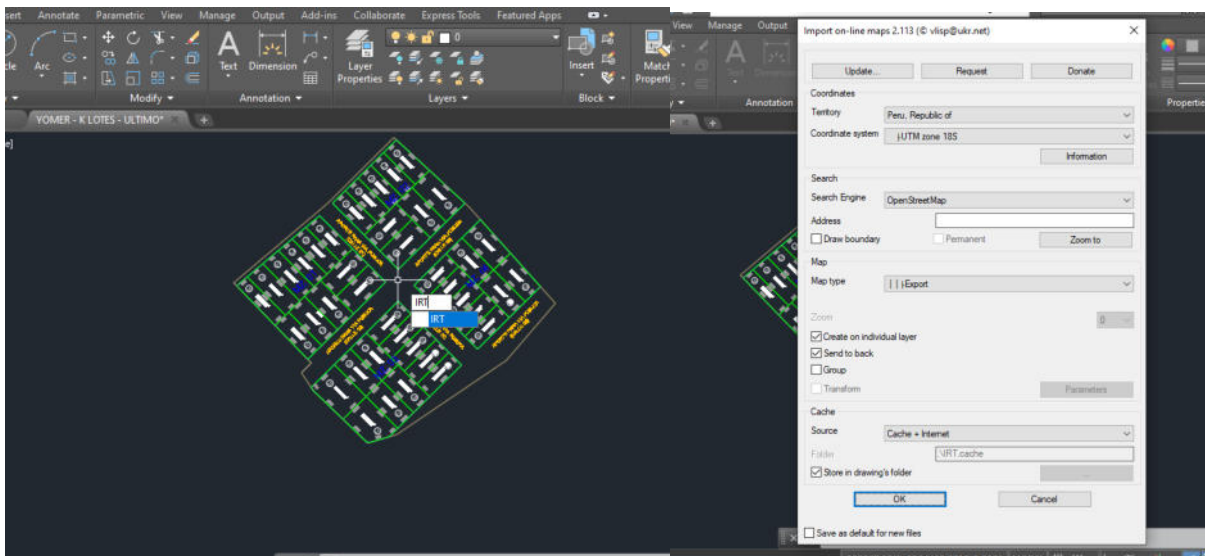 sert Annotate Parametric View Manage Output Add-ins Collaborate Express Tools Featured Apps
cle Arc
Text Dimension
Layer
Properties
Insert
Match
Properti
Modify Annotation Layers Block
YOMER - K LOTES - ULTIMO*
IRT
IRT
View Manage Output
Annotation
Propertie
Import on-line maps 2.113 (© vlisp@ukr.net)
Update... Request Donate
Coordinates
Territory Peru, Republic of
Coordinate system |-UTM zone 18S
Information
Search
Search Engine OpenStreetMap
Address
Draw boundary Permanent Zoom to
Map
Map type | | |-Export
Zoom 0
Create on individual layer
Send to back
Group
Transform Parameters
Cache
Source Cache + Internet
Folder .\IRT.cache
Store in drawing's folder ...
OK Cancel
Save as default for new files